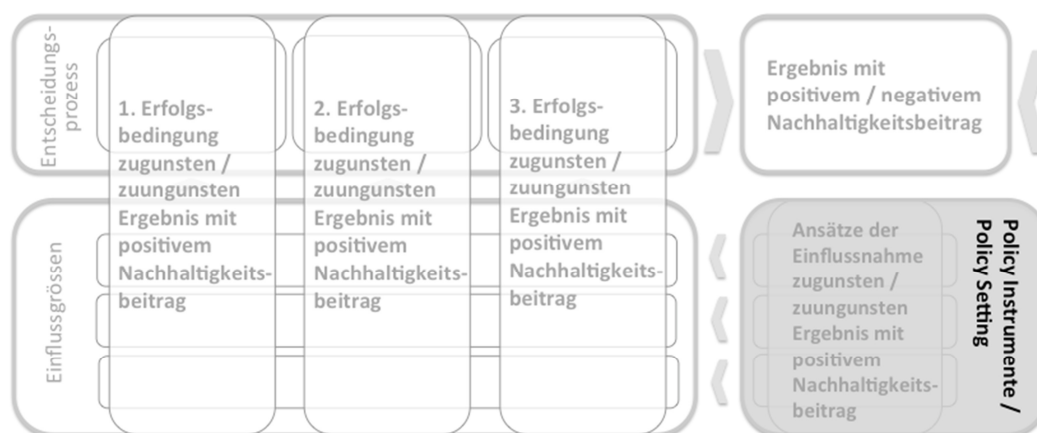 Entscheidungs-
prozess
1. Erfolgs-
bedingung
zugunsten /
zuungunsten
Ergebnis mit
positivem
Nachhaltigkeits-
beitrag
2. Erfolgs-
bedingung
zugunsten /
zuungunsten
Ergebnis mit
positivem
Nachhaltigkeits-
beitrag
3. Erfolgs-
bedingung
zugunsten /
zuungunsten
Ergebnis mit
positivem
Nachhaltigkeits-
beitrag
Ergebnis mit
positivem / negativem
Nachhaltigkeitsbeitrag
Einflussgrössen
Ansätze der
Einflussnahme
zugunsten /
zuungunsten
Ergebnis mit
positivem
Nachhaltigkeits-
beitrag
Policy Instrumente /
Policy Setting